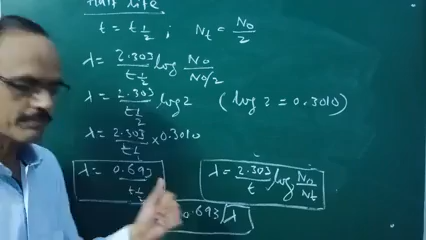 Half life
t = t½ ; Nt = N₀/2
λ = 2.303/t½ log N₀/N₀/2
λ = 2.303/t½ log 2 (log 2 = 0.3010)
λ = 2.303/t½ × 0.3010
λ = 0.693/t½ λ = 2.303/t log N₀/Nt
0.693/λ